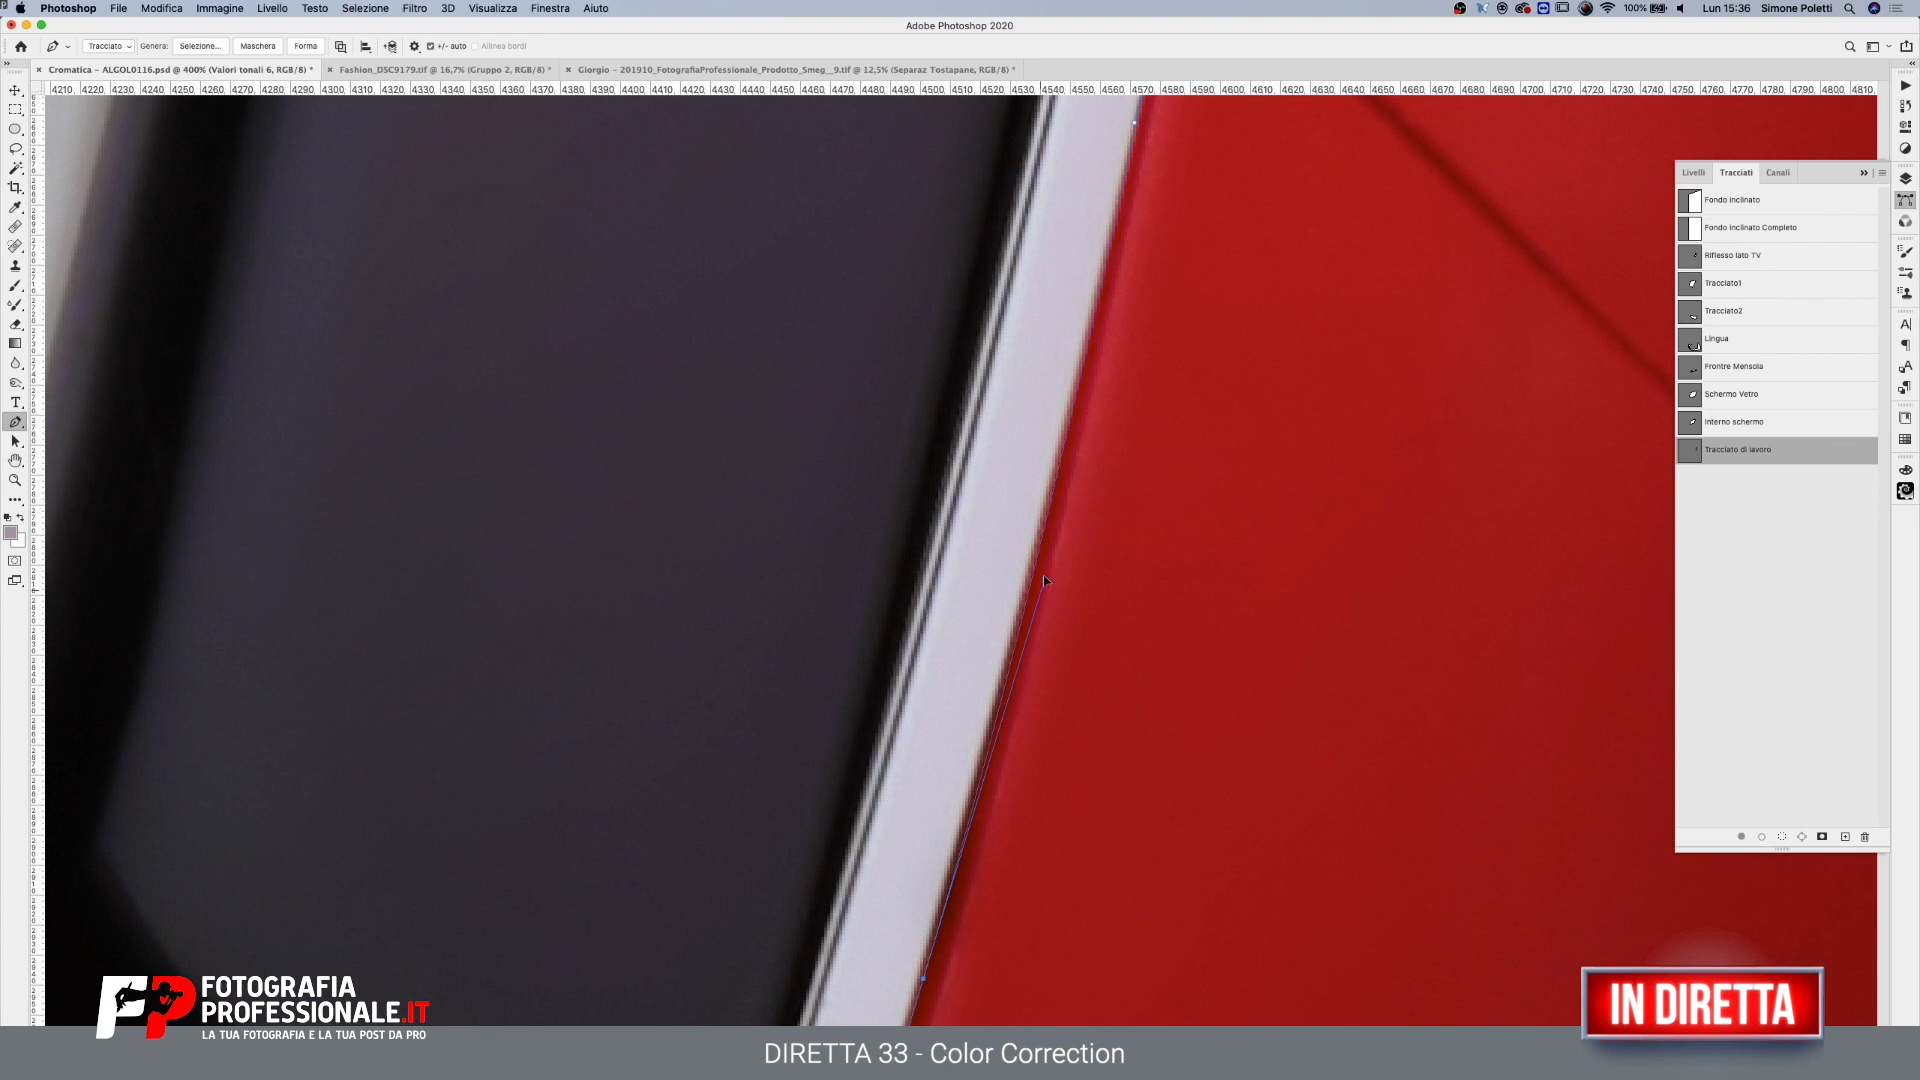 Photoshop File Modifica Immagine Livello Testo Selezione Filtro 3D Visualizza Finestra Aiuto 100% Lun 15:36 Simone Poletti
Adobe Photoshop 2020
Tracciato Genera: Selezione... Maschera Forma +/- auto Allinea bordi
Cromatica – ALGOL0116.psd @ 400% (Valori tonali 6, RGB/8) * Fashion_DSC9179.tif @ 16,7% (Gruppo 2, RGB/8) * Giorgio – 201910_FotografiaProfessionale_Prodotto_Smeg__9.tif @ 12,5% (Separaz Tostapane, RGB/8) *
4210 4220 4230 4240 4250 4260 4270 4280 4290 4300 4310 4320 4330 4340 4350 4360 4370 4380 4390 4400 4410 4420 4430 4440 4450 4460 4470 4480 4490 4500 4510 4520 4530 4540 4550 4560 4570 4580 4590 4600 4610 4620 4630 4640 4650 4660 4670 4680 4690 4700 4710 4720 4730 4740 4750 4760 4770 4780 4790 4800 4810
Livelli Tracciati Canali
Fondo inclinato
Fondo inclinato Completo
Riflesso lato TV
Tracciato1
Tracciato2
Lingua
Frontre Mensola
Schermo Vetro
Interno schermo
Tracciato di lavoro
FP FOTOGRAFIA
PROFESSIONALE.IT
LA TUA FOTOGRAFIA E LA TUA POST DA PRO
IN DIRETTA
DIRETTA 33 - Color Correction